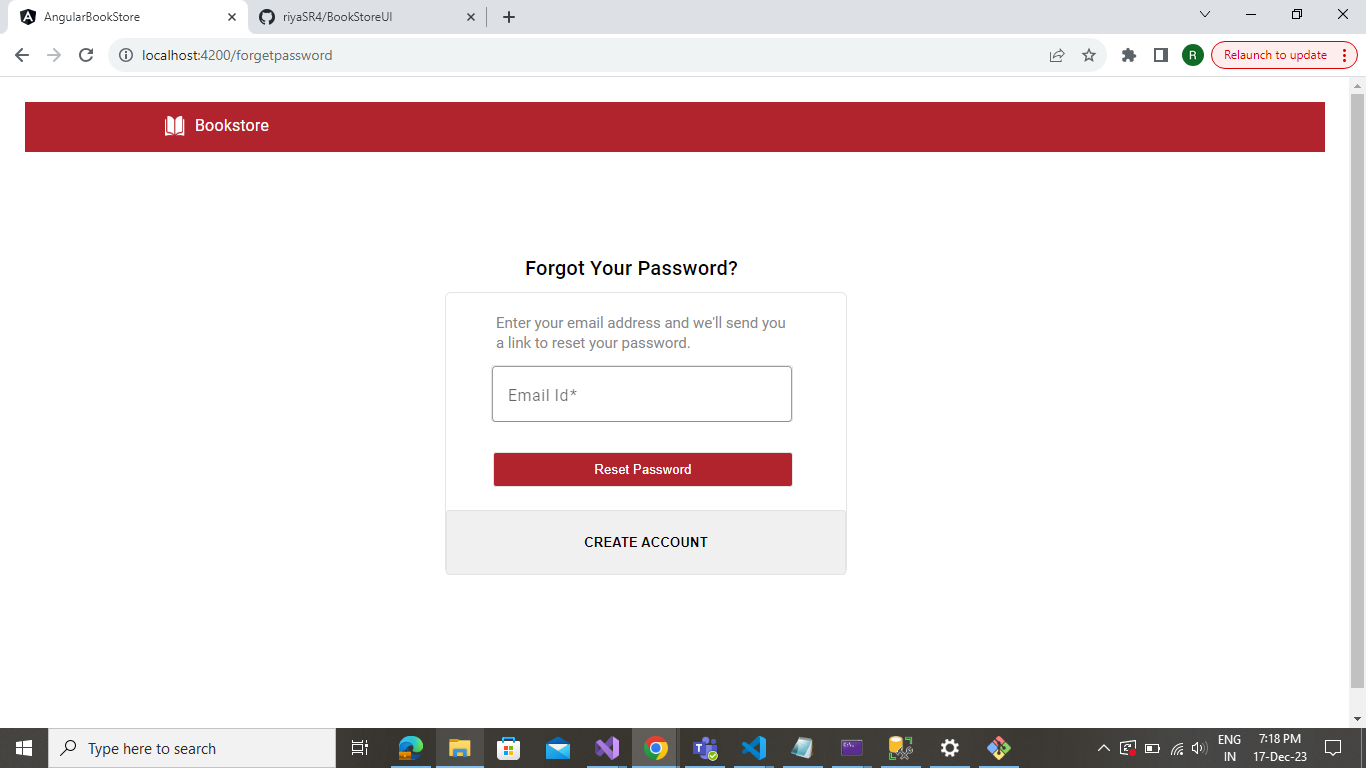 AngularBookStore
riyaSR4/BookStoreUI
localhost:4200/forgetpassword
R
Relaunch to update
Bookstore
Forgot Your Password?
Enter your email address and we'll send you
a link to reset your password.
Email Id*
Reset Password
CREATE ACCOUNT
Type here to search
ENG
IN
7:18 PM
17-Dec-23